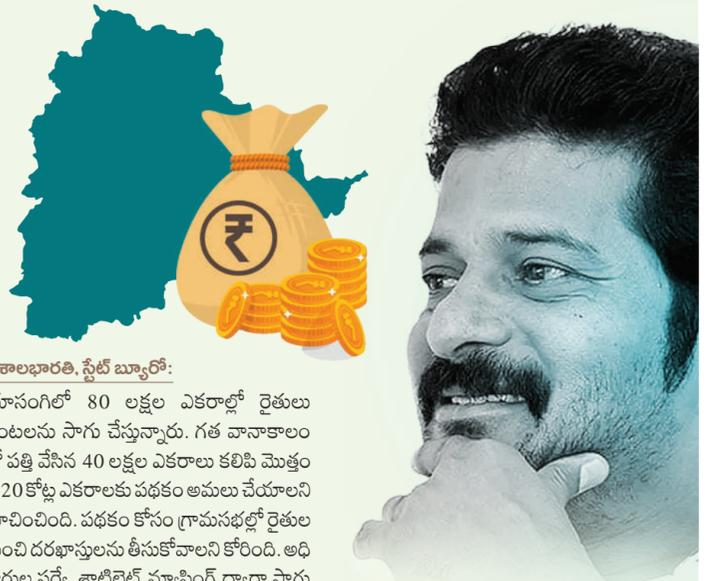 ₹
శాలభారతి, స్టేట్ బ్యూరో:
సంగిలో 80 లక్షల ఎకరాల్లో రైతులు
టలను సాగు చేస్తున్నారు. గత వానాకాలం
పత్తి వేసిన 40 లక్షల ఎకరాలు కలిపి మొత్తం
20 కోట్ల ఎకరాలకు పథకం అమలు చేయాలని
చించింది. పథకం కోసం గ్రామసభల్లో రైతుల
ంచి దరఖాస్తులను తీసుకోవాలని కోరింది. అధి